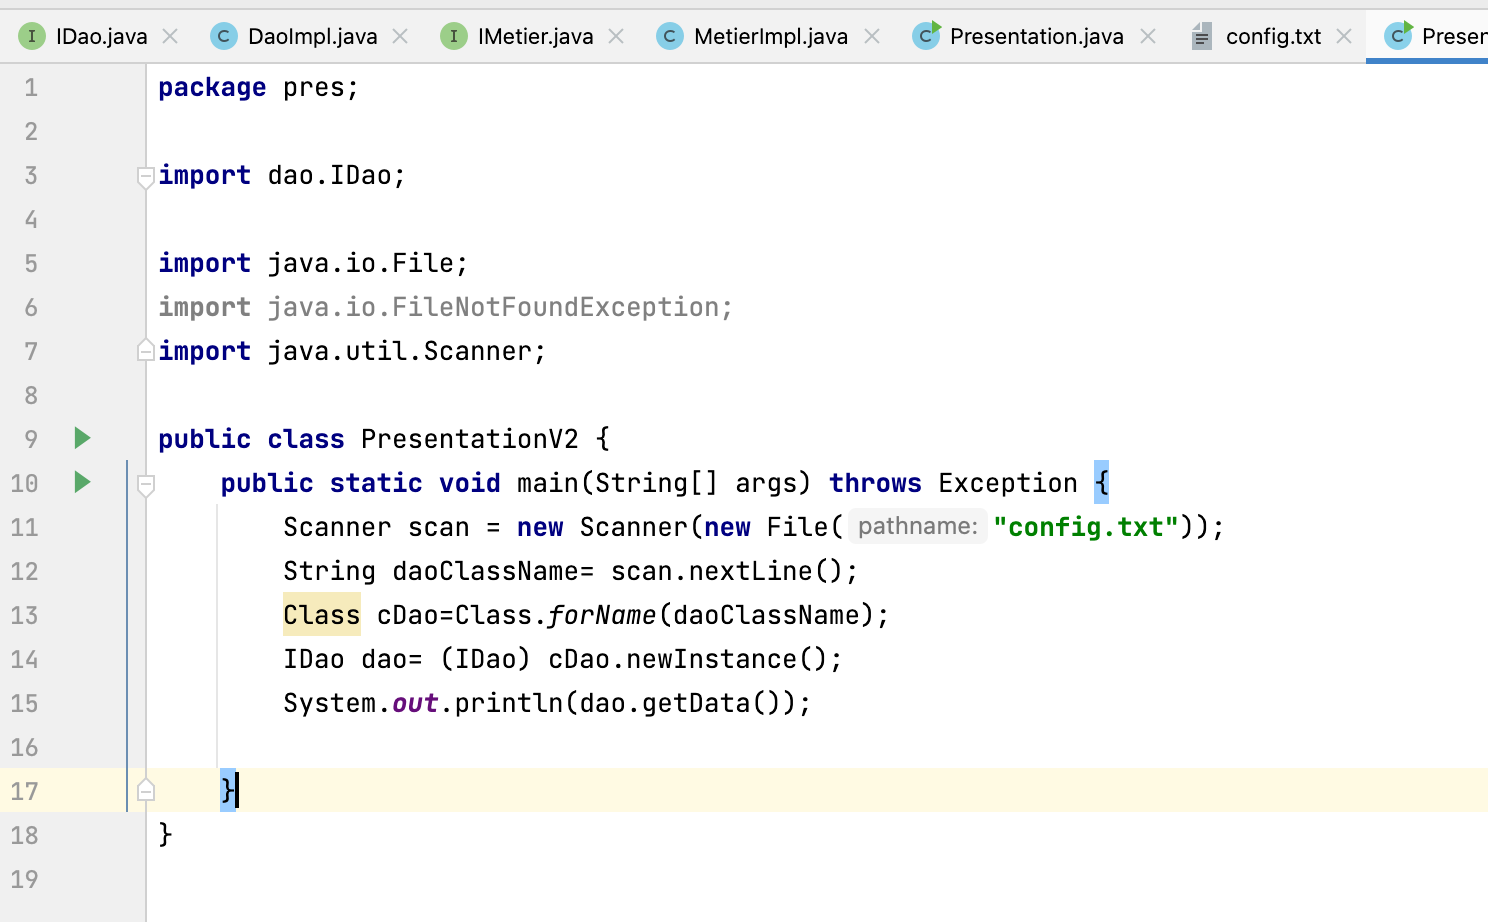 I IDao.java
C DaoImpl.java
I IMetier.java
C MetierImpl.java
C Presentation.java
config.txt
C Presen
1 package pres;
2
3 import dao.IDao;
4
5 import java.io.File;
6 import java.io.FileNotFoundException;
7 import java.util.Scanner;
8
9 public class PresentationV2 {
10 public static void main(String[] args) throws Exception {
11 Scanner scan = new Scanner(new File( pathname: "config.txt"));
12 String daoClassName= scan.nextLine();
13 Class cDao=Class.forName(daoClassName);
14 IDao dao= (IDao) cDao.newInstance();
15 System.out.println(dao.getData());
16
17 }
18 }
19